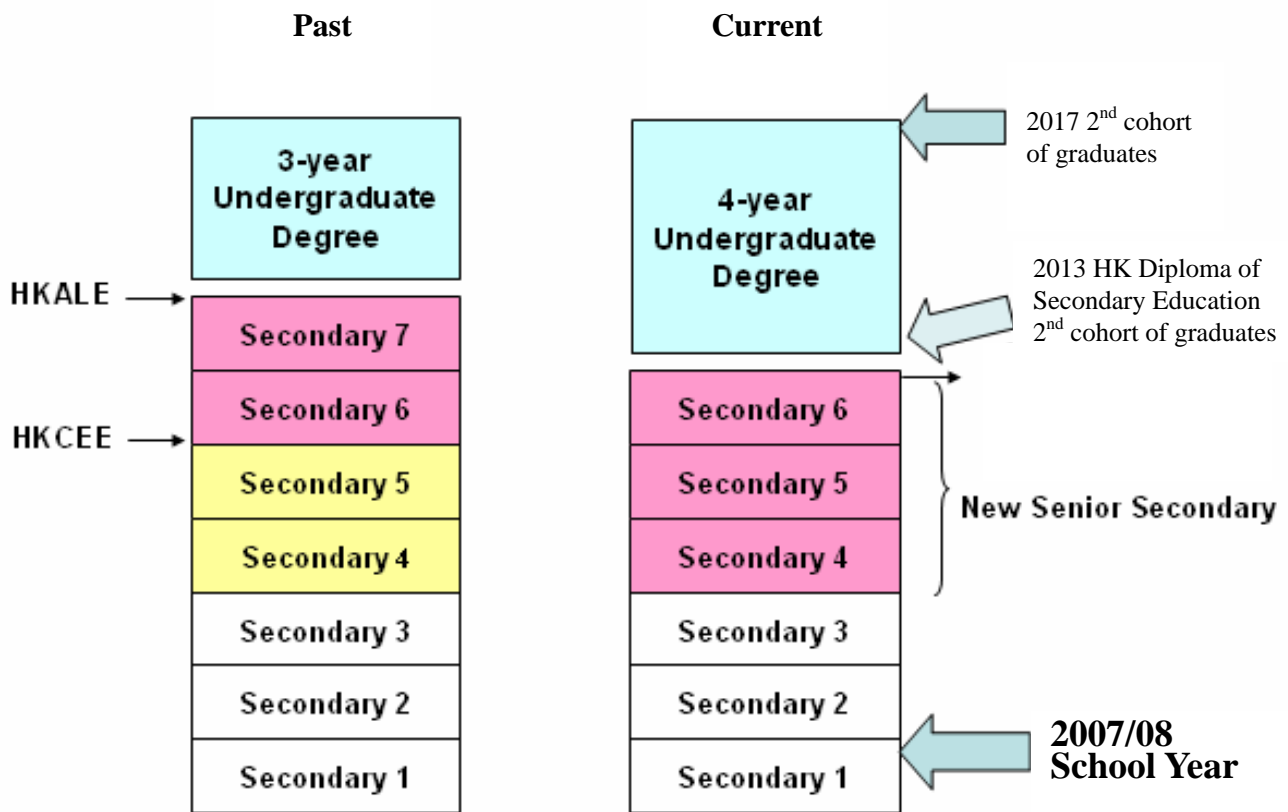 Past
Current
3-year
Undergraduate
Degree
HKALE
Secondary 7
Secondary 6
HKCEE
Secondary 5
Secondary 4
Secondary 3
Secondary 2
Secondary 1
4-year
Undergraduate
Degree
Secondary 6
Secondary 5
Secondary 4
Secondary 3
Secondary 2
Secondary 1
2017 2nd cohort
of graduates
2013 HK Diploma of
Secondary Education
2nd cohort of graduates
New Senior Secondary
2007/08
School Year